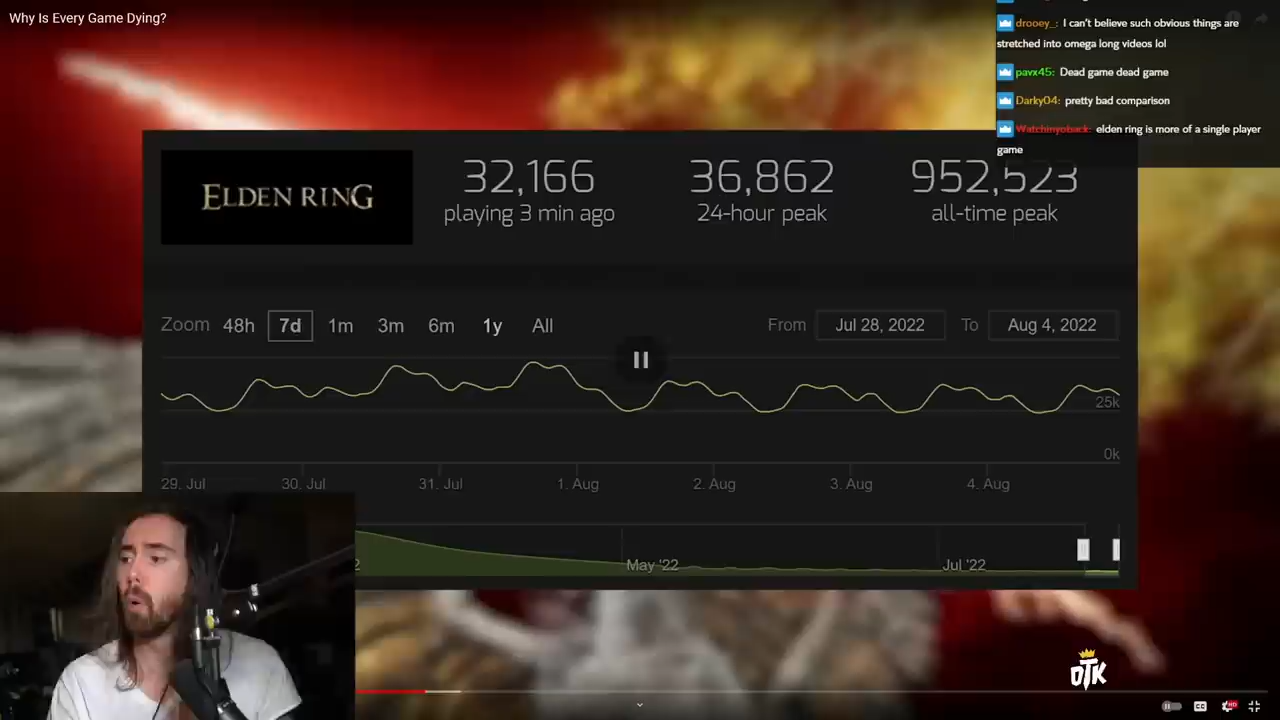 Why Is Every Game Dying?
drooey_: I can't believe such obvious things are
stretched into omega long videos lol
pavx45: Dead game dead game
Darky04: pretty bad comparison
Watchinyoback: elden ring is more of a single player
game
ELDEN RING
32,166
playing 3 min ago
36,862
24-hour peak
952,523
all-time peak
Zoom 48h 7d 1m 3m 6m 1y All
From Jul 28, 2022 To Aug 4, 2022
25k
0k
29. Jul 30. Jul 31. Jul 1. Aug 2. Aug 3. Aug 4. Aug
2 May '22 Jul '22
DTK
CC HD